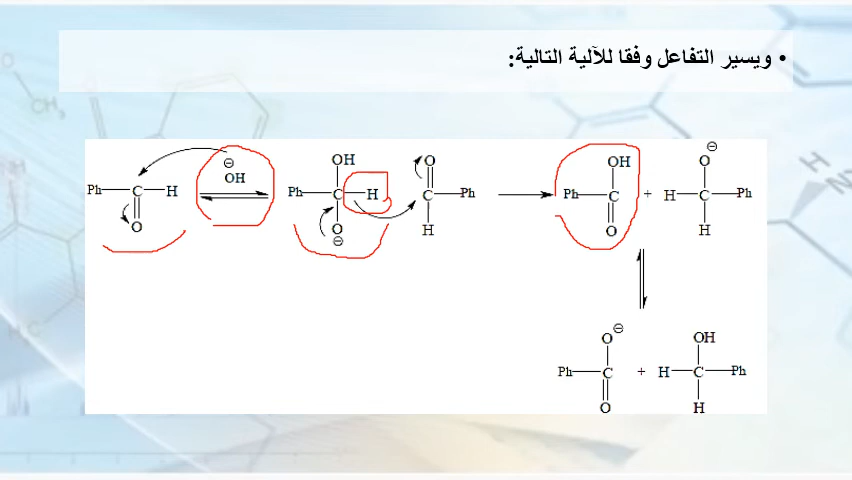 • ويسير التفاعل وفقا للآلية التالية:
OH O ⊖ OH ⊖ O
Ph C H ⊖ OH Ph C H C Ph Ph C + H C Ph
O O ⊖ H O H
O ⊖ OH
Ph C + H C Ph
O H